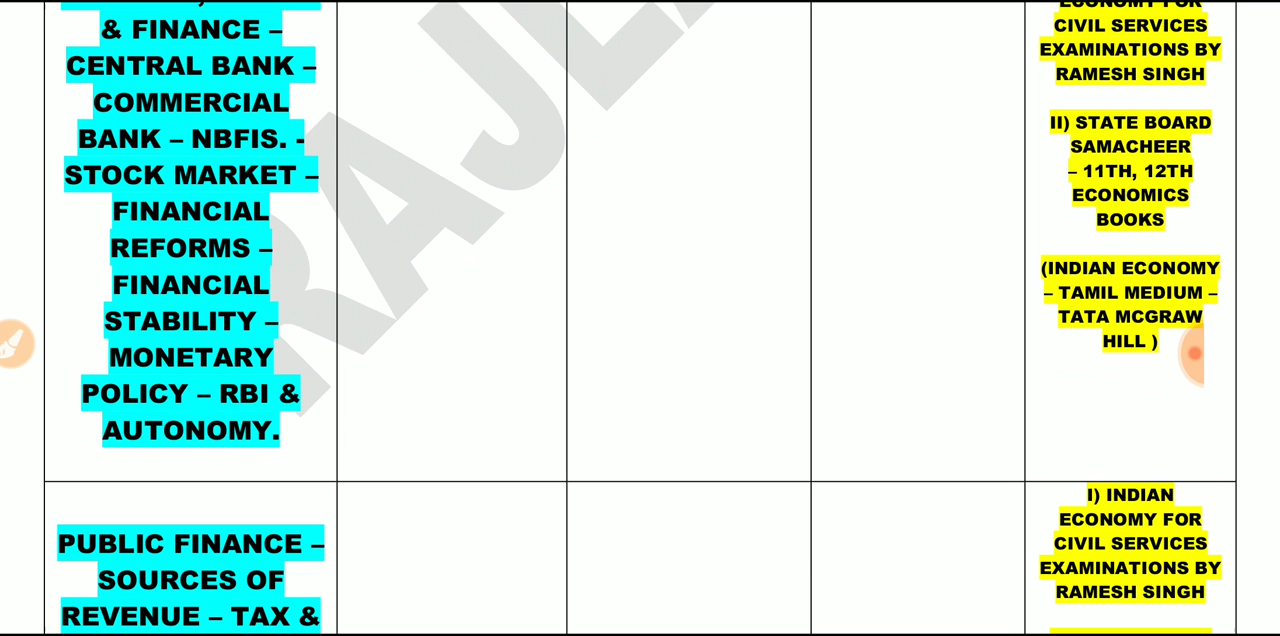 & FINANCE –
CENTRAL BANK –
COMMERCIAL
BANK – NBFIS. -
STOCK MARKET –
FINANCIAL
REFORMS –
FINANCIAL
STABILITY –
MONETARY
POLICY – RBI &
AUTONOMY.
ECONOMY FOR
CIVIL SERVICES
EXAMINATIONS BY
RAMESH SINGH
II) STATE BOARD
SAMACHEER
– 11TH, 12TH
ECONOMICS
BOOKS
(INDIAN ECONOMY
– TAMIL MEDIUM –
TATA MCGRAW
HILL )
PUBLIC FINANCE –
SOURCES OF
REVENUE – TAX &
I) INDIAN
ECONOMY FOR
CIVIL SERVICES
EXAMINATIONS BY
RAMESH SINGH